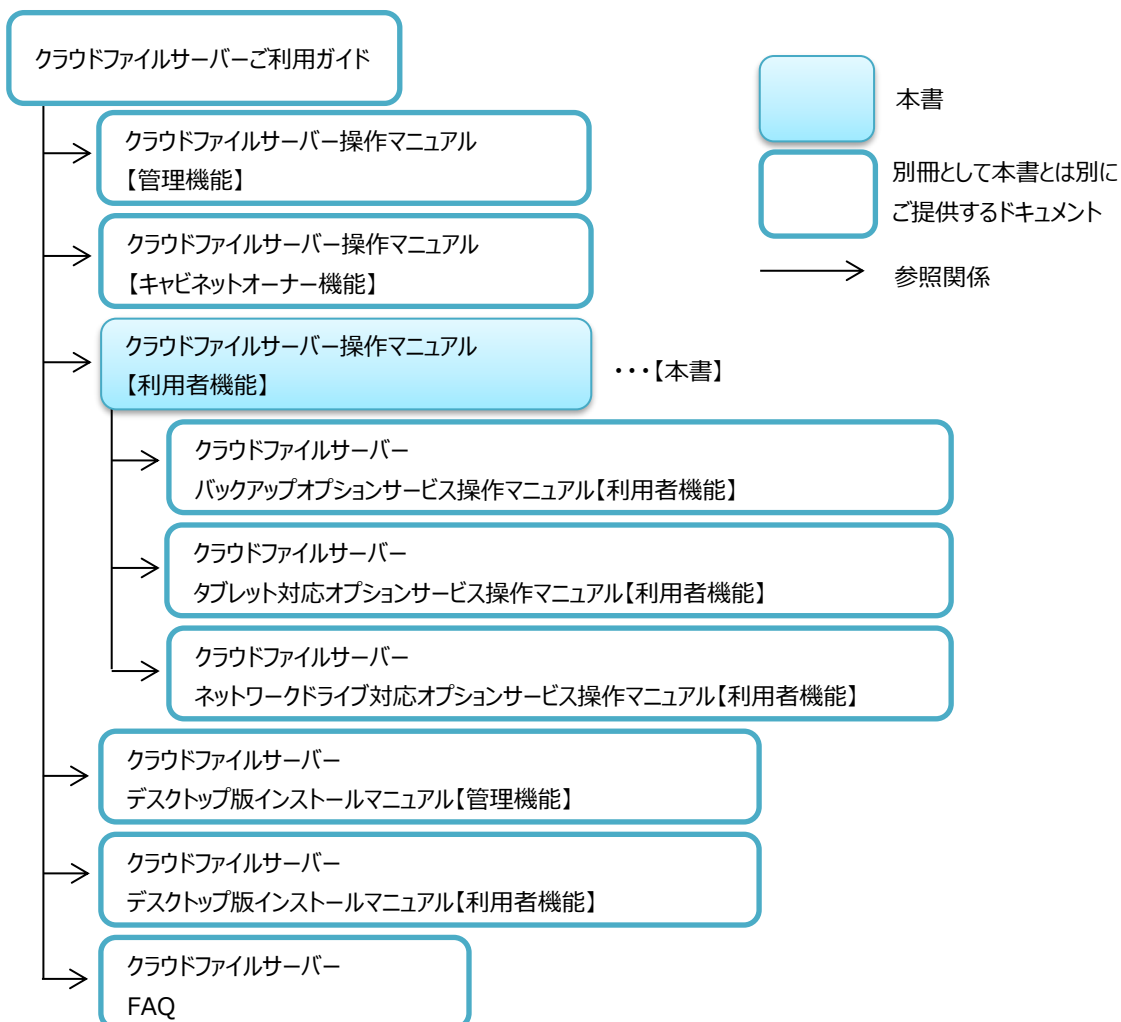 クラウドファイルサーバーご利用ガイド
本書
クラウドファイルサーバー操作マニュアル
【管理機能】
別冊として本書とは別に
ご提供するドキュメント
クラウドファイルサーバー操作マニュアル
【キャビネットオーナー機能】
参照関係
クラウドファイルサーバー操作マニュアル
【利用者機能】
・・・【本書】
クラウドファイルサーバー
バックアップオプションサービス操作マニュアル【利用者機能】
クラウドファイルサーバー
タブレット対応オプションサービス操作マニュアル【利用者機能】
クラウドファイルサーバー
ネットワークドライブ対応オプションサービス操作マニュアル【利用者機能】
クラウドファイルサーバー
デスクトップ版インストールマニュアル【管理機能】
クラウドファイルサーバー
デスクトップ版インストールマニュアル【利用者機能】
クラウドファイルサーバー
FAQ